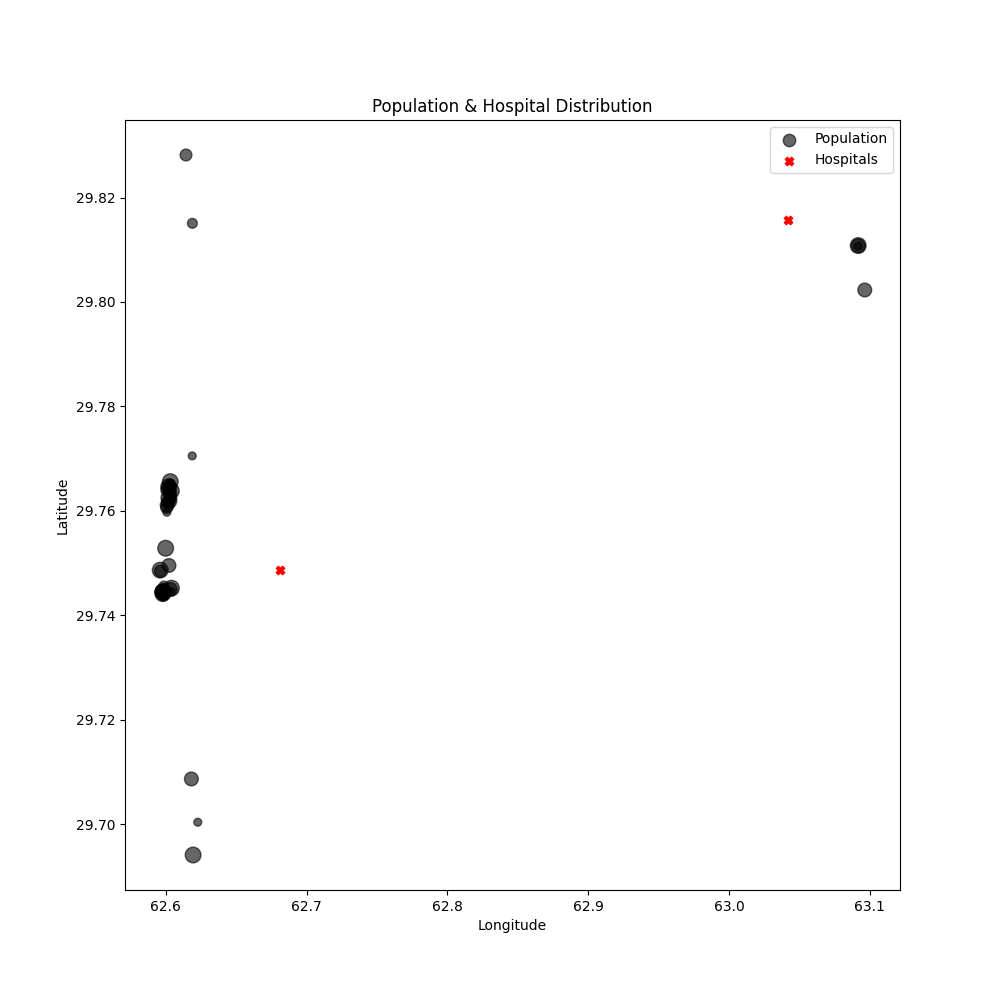 Population & Hospital Distribution
Population
Hospitals
29.82
29.80
29.78
29.76
29.74
29.72
29.70
Latitude
62.6
62.7
62.8
62.9
63.0
63.1
Longitude